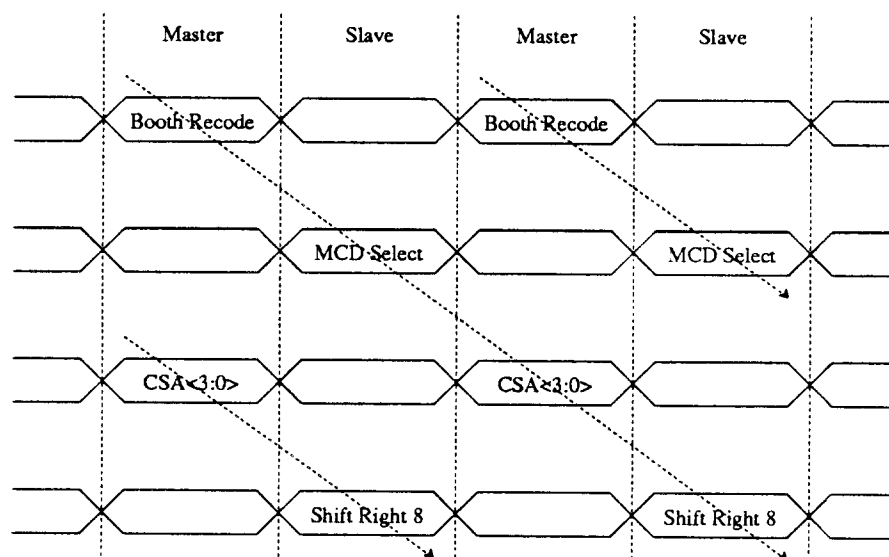 Master Slave Master Slave
Booth Recode Booth Recode
MCD Select MCD Select
CSA<3:0> CSA<3:0>
Shift Right 8 Shift Right 8